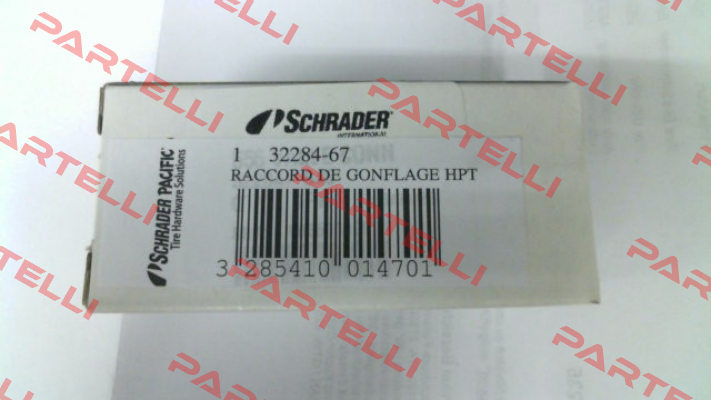 SCHRADER
INTERNATIONAL
1 32284-67
RACCORD DE GONFLAGE HPT
3 285410 014701
SCHRADER PACIFIC
Tire Hardware Solutions
PARTELLI
PARTELLI
PARTELLI
PARTELLI
PARTELLI
PARTELLI
PARTELLI
PARTELLI
PARTELLI